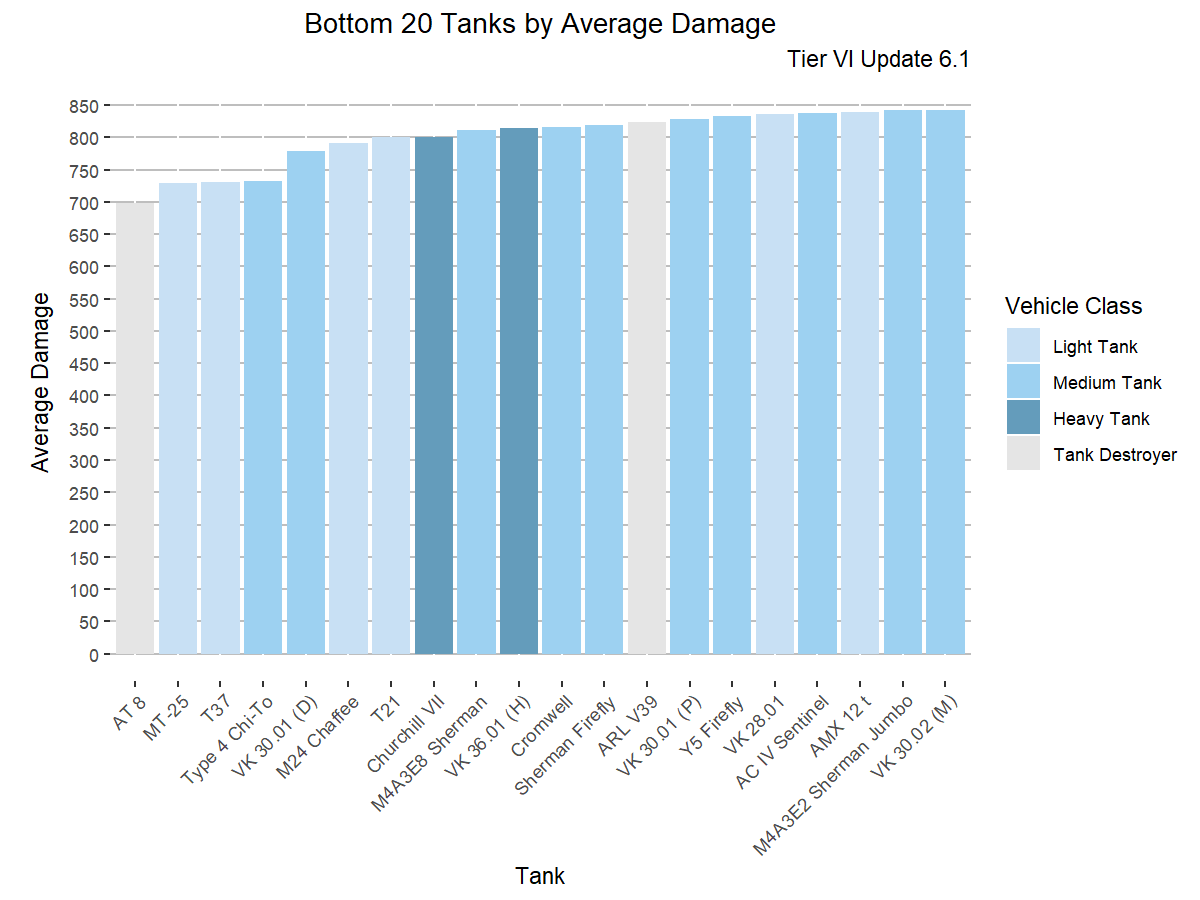 Bottom 20 Tanks by Average Damage
Tier VI Update 6.1
850
800
750
700
650
600
550
500
450
400
350
300
250
200
150
100
50
0
Average Damage
AT 8
MT-25
T37
Type 4 Chi-To
VK 30.01 (D)
M24 Chaffee
T21
Churchill VII
M4A3E8 Sherman
VK 36.01 (H)
Cromwell
Sherman Firefly
ARL V39
VK 30.01 (P)
Y5 Firefly
VK 28.01
AC IV Sentinel
AMX 12 t
M4A3E2 Sherman Jumbo
VK 30.02 (M)
Tank
Vehicle Class
Light Tank
Medium Tank
Heavy Tank
Tank Destroyer